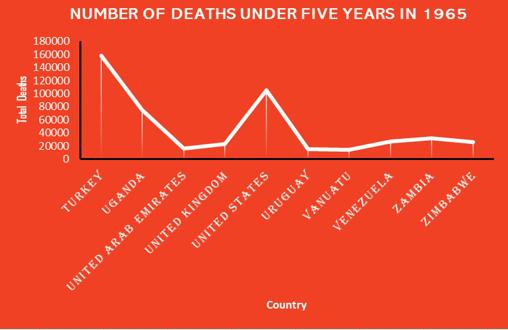 NUMBER OF DEATHS UNDER FIVE YEARS IN 1965
Total Deaths
180000
160000
140000
120000
100000
80000
60000
40000
20000
0
TURKEY
UGANDA
UNITED ARAB EMIRATES
UNITED KINGDOM
UNITED STATES
URUGUAY
VANUATU
VENEZUELA
ZAMBIA
ZIMBABWE
Country